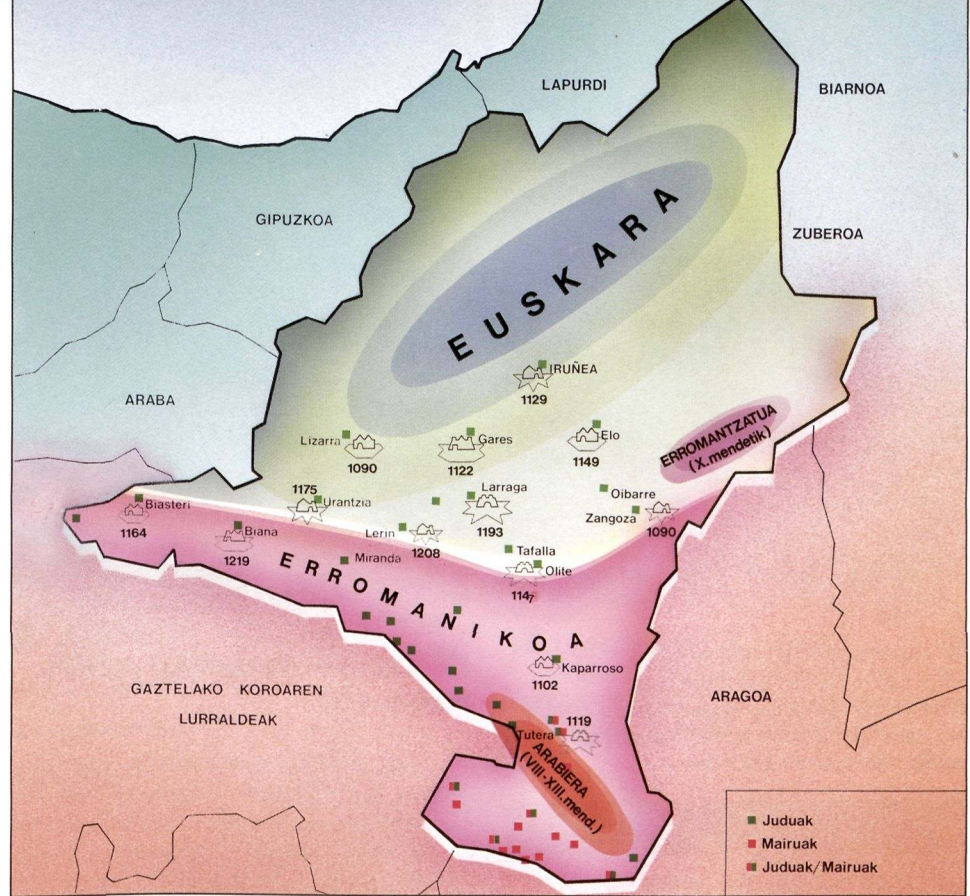 LAPURDI
BIARNOA
GIPUZKOA
ZUBEROA
EUSKARA
IRUÑEA
1129
ARABA
ERROMANTZATUA
(X.mendetik)
Lizarra
1090
Gares
1122
Elo
1149
1175
Urantzia
Larraga
1193
Oibarre
Zangoza
1090
Biasteri
1164
Biana
1219
Lerin
1208
Miranda
Tafalla
Olite
1147
ERROMANIKOA
Kaparroso
1102
GAZTELAKO KOROAREN
LURRALDEAK
ARAGOA
1119
Tutera
ARABIERA
(VIII-XIII.mend.)
Juduak
Mairuak
Juduak/Mairuak